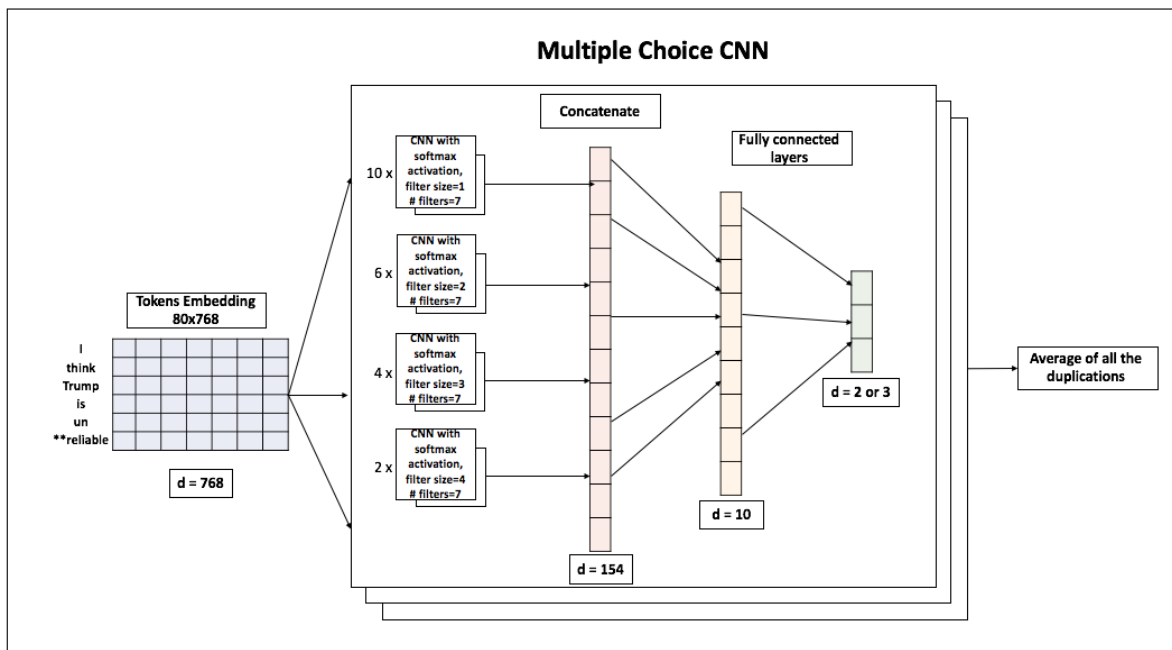 Multiple Choice CNN
Concatenate
Fully connected
layers
10 x
CNN with
softmax
activation,
filter size=1
# filters=7
6 x
CNN with
softmax
activation,
filter size=2
# filters=7
4 x
CNN with
softmax
activation,
filter size=3
# filters=7
2 x
CNN with
softmax
activation,
filter size=4
# filters=7
Tokens Embedding
80x768
I
think
Trump
is
un
**reliable
d = 768
d = 154
d = 10
d = 2 or 3
Average of all the
duplications